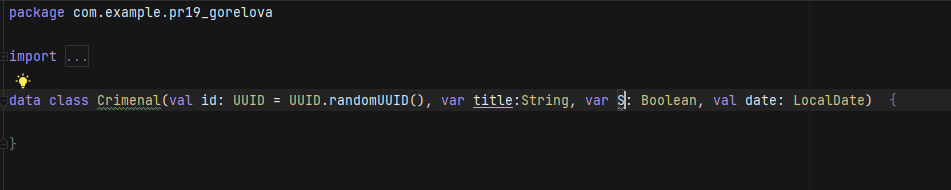 package com.example.pr19_gorelova
import ...
data class Crimenal(val id: UUID = UUID.randomUUID(), var title:String, var S: Boolean, val date: LocalDate) {
}